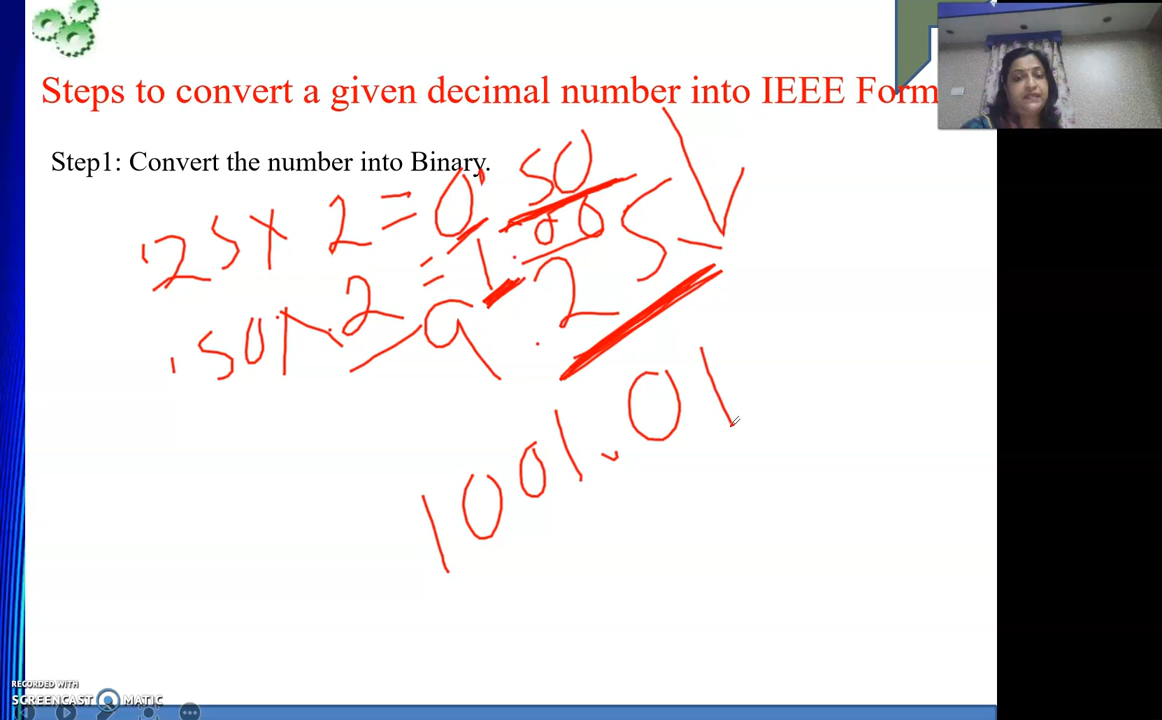 Steps to convert a given decimal number into IEEE Form
Step1: Convert the number into Binary.
.25 X 2 = 0.50
.50 X 2 = 1.00
9.25
1001.01
RECORDED WITH
SCREENCAST MATIC